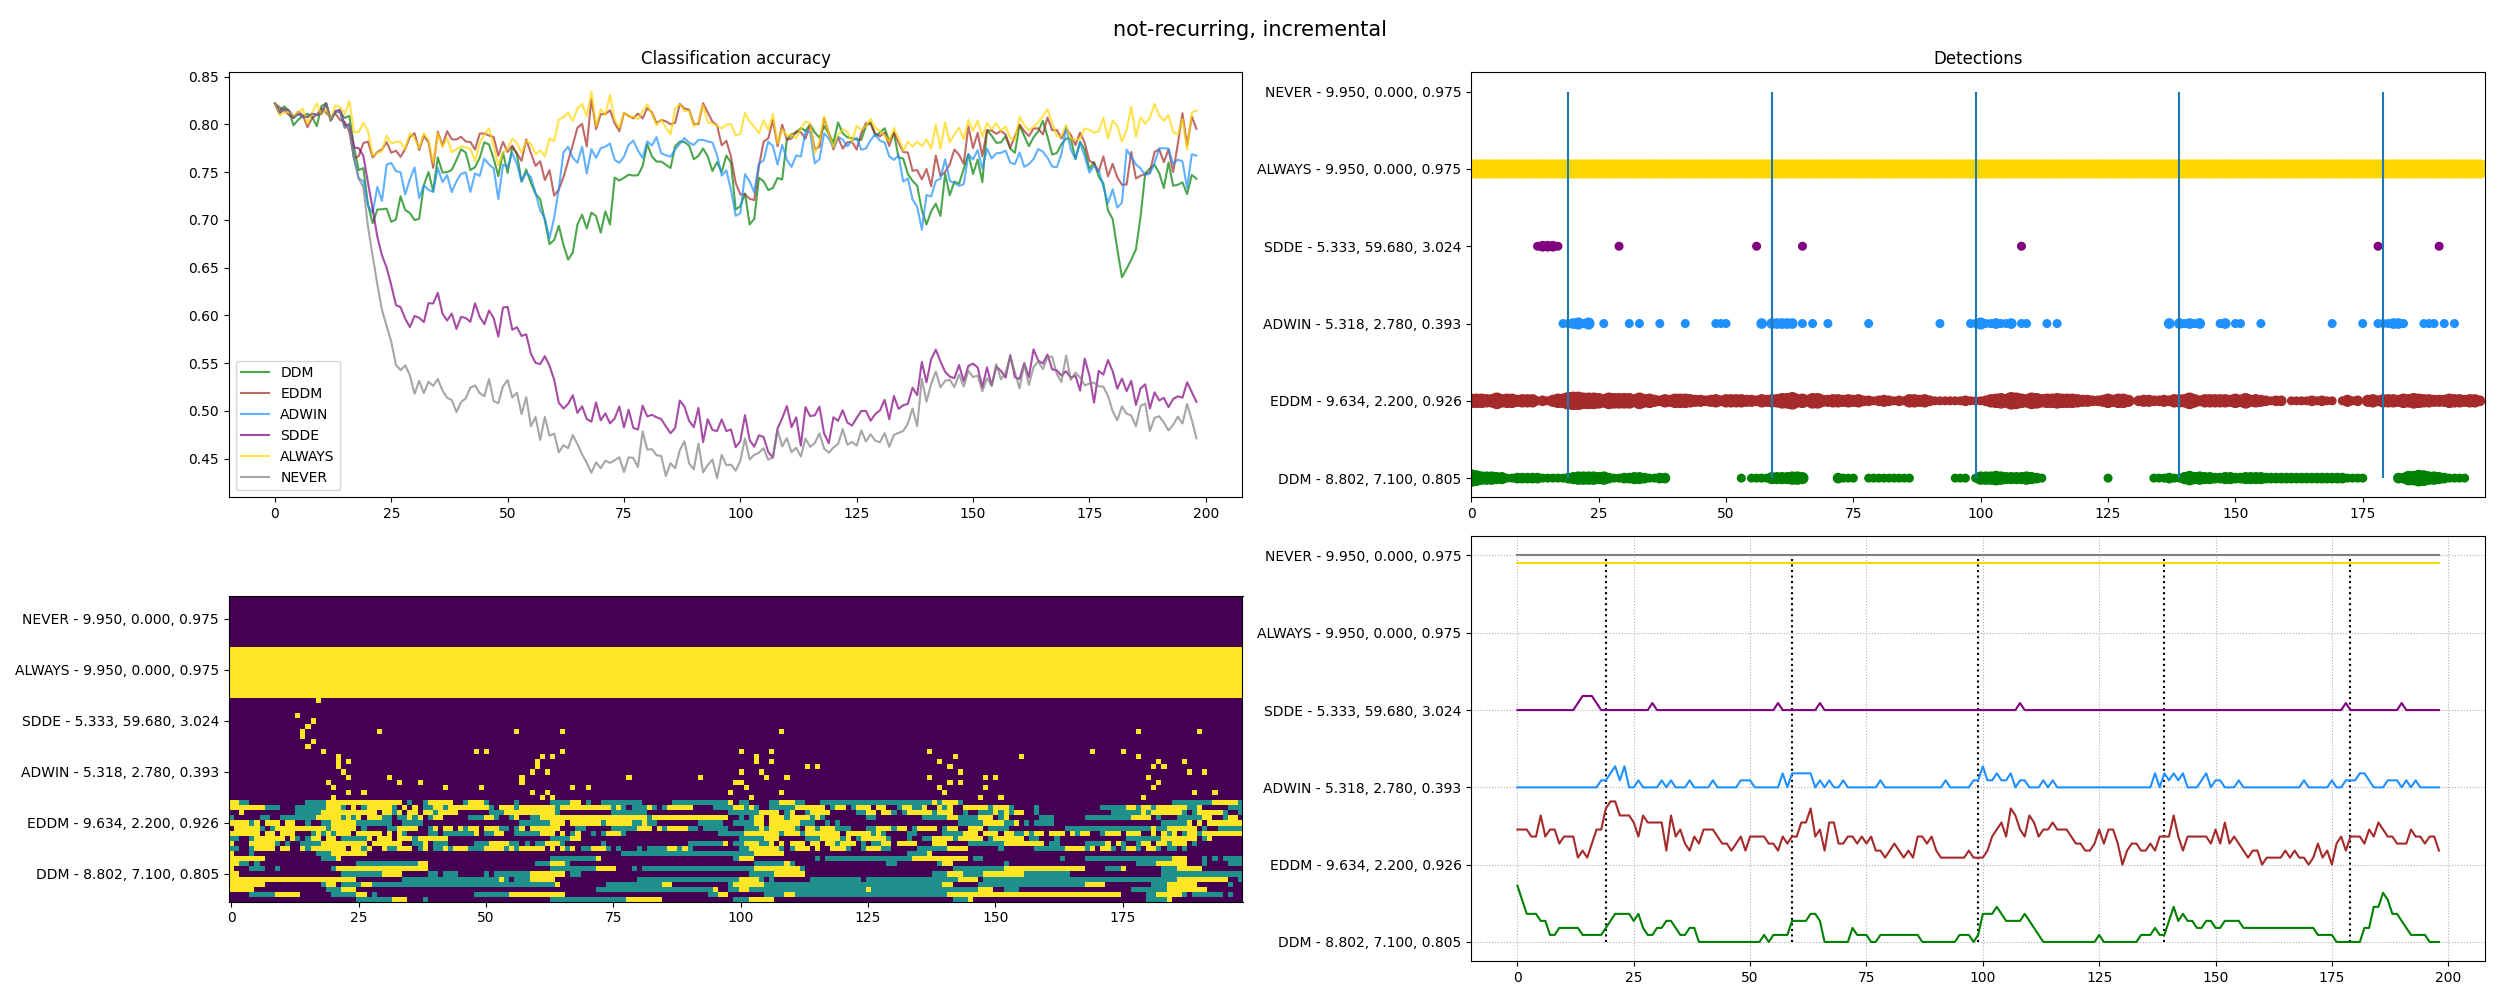 not-recurring, incremental
Classification accuracy
0.85
0.80
0.75
0.70
0.65
0.60
0.55
0.50
0.45
DDM
EDDM
ADWIN
SDDE
ALWAYS
NEVER
0 25 50 75 100 125 150 175 200
Detections
NEVER - 9.950, 0.000, 0.975
ALWAYS - 9.950, 0.000, 0.975
SDDE - 5.333, 59.680, 3.024
ADWIN - 5.318, 2.780, 0.393
EDDM - 9.634, 2.200, 0.926
DDM - 8.802, 7.100, 0.805
0 25 50 75 100 125 150 175
NEVER - 9.950, 0.000, 0.975
ALWAYS - 9.950, 0.000, 0.975
SDDE - 5.333, 59.680, 3.024
ADWIN - 5.318, 2.780, 0.393
EDDM - 9.634, 2.200, 0.926
DDM - 8.802, 7.100, 0.805
0 25 50 75 100 125 150 175
NEVER - 9.950, 0.000, 0.975
ALWAYS - 9.950, 0.000, 0.975
SDDE - 5.333, 59.680, 3.024
ADWIN - 5.318, 2.780, 0.393
EDDM - 9.634, 2.200, 0.926
DDM - 8.802, 7.100, 0.805
0 25 50 75 100 125 150 175 200